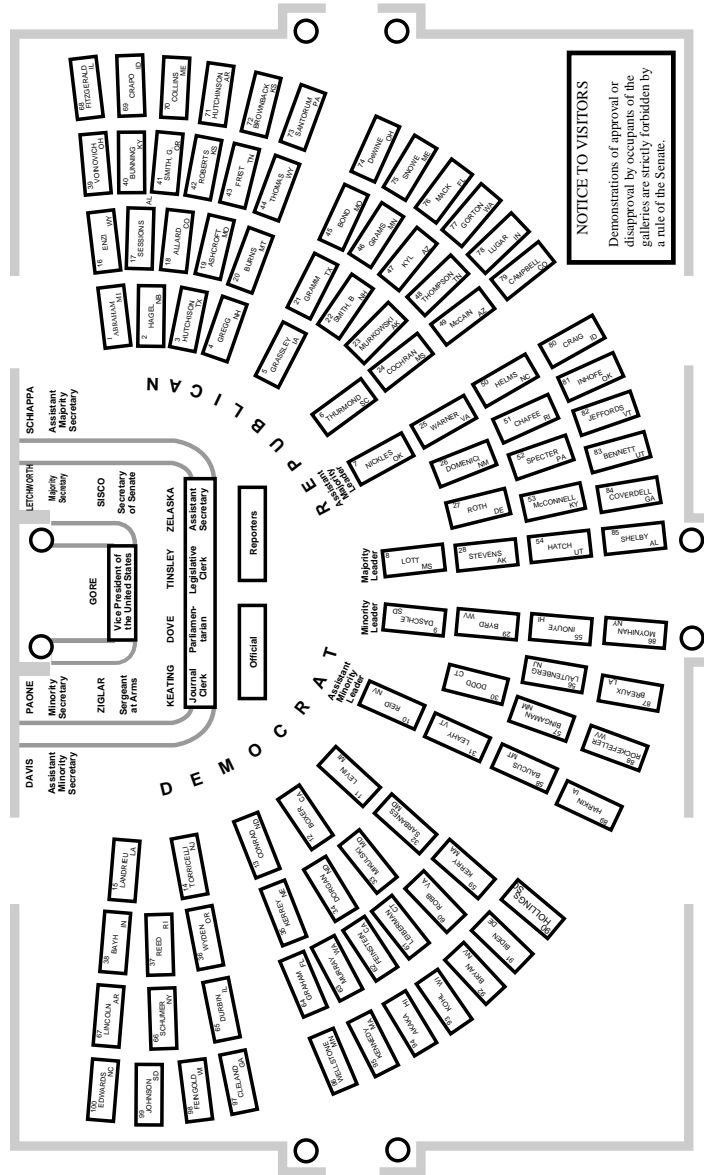 SCHIAPPA
Assistant
Majority
Secretary
LETCHWORTH
Majority
Secretary
SISCO
Secretary
of Senate
GORE
Vice President of
the United States
PAONE
Minority
Secretary
ZIGLAR
Sergeant
at Arms
DAVIS
Assistant
Minority
Secretary
KEATING
Journal
Clerk
DOVE
Parliamen-
tarian
TINSLEY
Legislative
Clerk
ZELASKA
Assistant
Secretary
Official
Reporters
DEMOCRAT
REPUBLICAN
Assistant
Minority
Leader
Minority
Leader
Majority
Leader
Assistant
Majority
Leader
1 ABRAHAM MI
2 HAGEL NB
3 HUTCHISON TX
4 GREGG NH
5 GRASSLEY IA
6 THURMOND SC
7 NICKLES OK
8 LOTT MS
9 DASCHLE SD
10 REID NV
11 LEVIN MI
12 BOXER CA
13 CONRAD ND
14 TORRICELLI NJ
15 LANDRIEU LA
16 ENZI WY
17 SESSIONS AL
18 ALLARD CO
19 ASHCROFT MO
20 BURNS MT
21 GRAMM TX
22 SMITH, B NH
23 MURKOWSKI AK
24 COCHRAN MS
25 WARNER VA
26 DOMENICI NM
27 ROTH DE
28 STEVENS AK
29 BYRD WV
30 DODD CT
31 LEAHY VT
32 SARBANES MD
33 MIKULSKI MD
34 DORGAN ND
35 KERREY NE
36 WYDEN OR
37 REED RI
38 BAYH IN
39 VOINOVICH OH
40 BUNNING KY
41 SMITH, G. OR
42 ROBERTS KS
43 FRIST TN
44 THOMAS WY
45 BOND MO
46 GRAMS MN
47 KYL AZ
48 THOMPSON TN
49 McCAIN AZ
50 HELMS NC
51 CHAFEE RI
52 SPECTER PA
53 McCONNELL KY
54 HATCH UT
55 INOUYE HI
56 LAUTENBERG NJ
57 BINGAMAN NM
58 BAUCUS MT
59 KERRY MA
60 ROBB VA
61 LEIBERMAN CT
62 FEINSTEIN CA
63 MURRAY WA
64 GRAHAM FL
65 DURBIN IL
66 SCHUMER NY
67 LINCOLN AR
68 FITZGERALD IL
69 CRAPO ID
70 COLLINS ME
71 HUTCHINSON AR
72 BROWNBACK KS
73 SANTORUM PA
74 DeWINE OH
75 SNOWE ME
76 MACK FL
77 GORTON WA
78 LUGAR IN
79 CAMPBELL CO
80 CRAIG ID
81 INHOFE OK
82 JEFFORDS VT
83 BENNETT UT
84 COVERDELL GA
85 SHELBY AL
86 MOYNIHAN NY
87 BREAUX LA
88 ROCKEFELLER WV
89 HARKIN IA
90 HOLLINGS SC
91 BIDEN DE
92 BRYAN NV
93 KOHL WI
94 AKAKA HI
95 KENNEDY MA
96 WELLSTONE MN
97 CLELAND GA
98 FEINGOLD WI
99 JOHNSON SD
100 EDWARDS NC
NOTICE TO VISITORS
Demonstrations of approval or
disapproval by occupants of the
galleries are strictly forbidden by
a rule of the Senate.